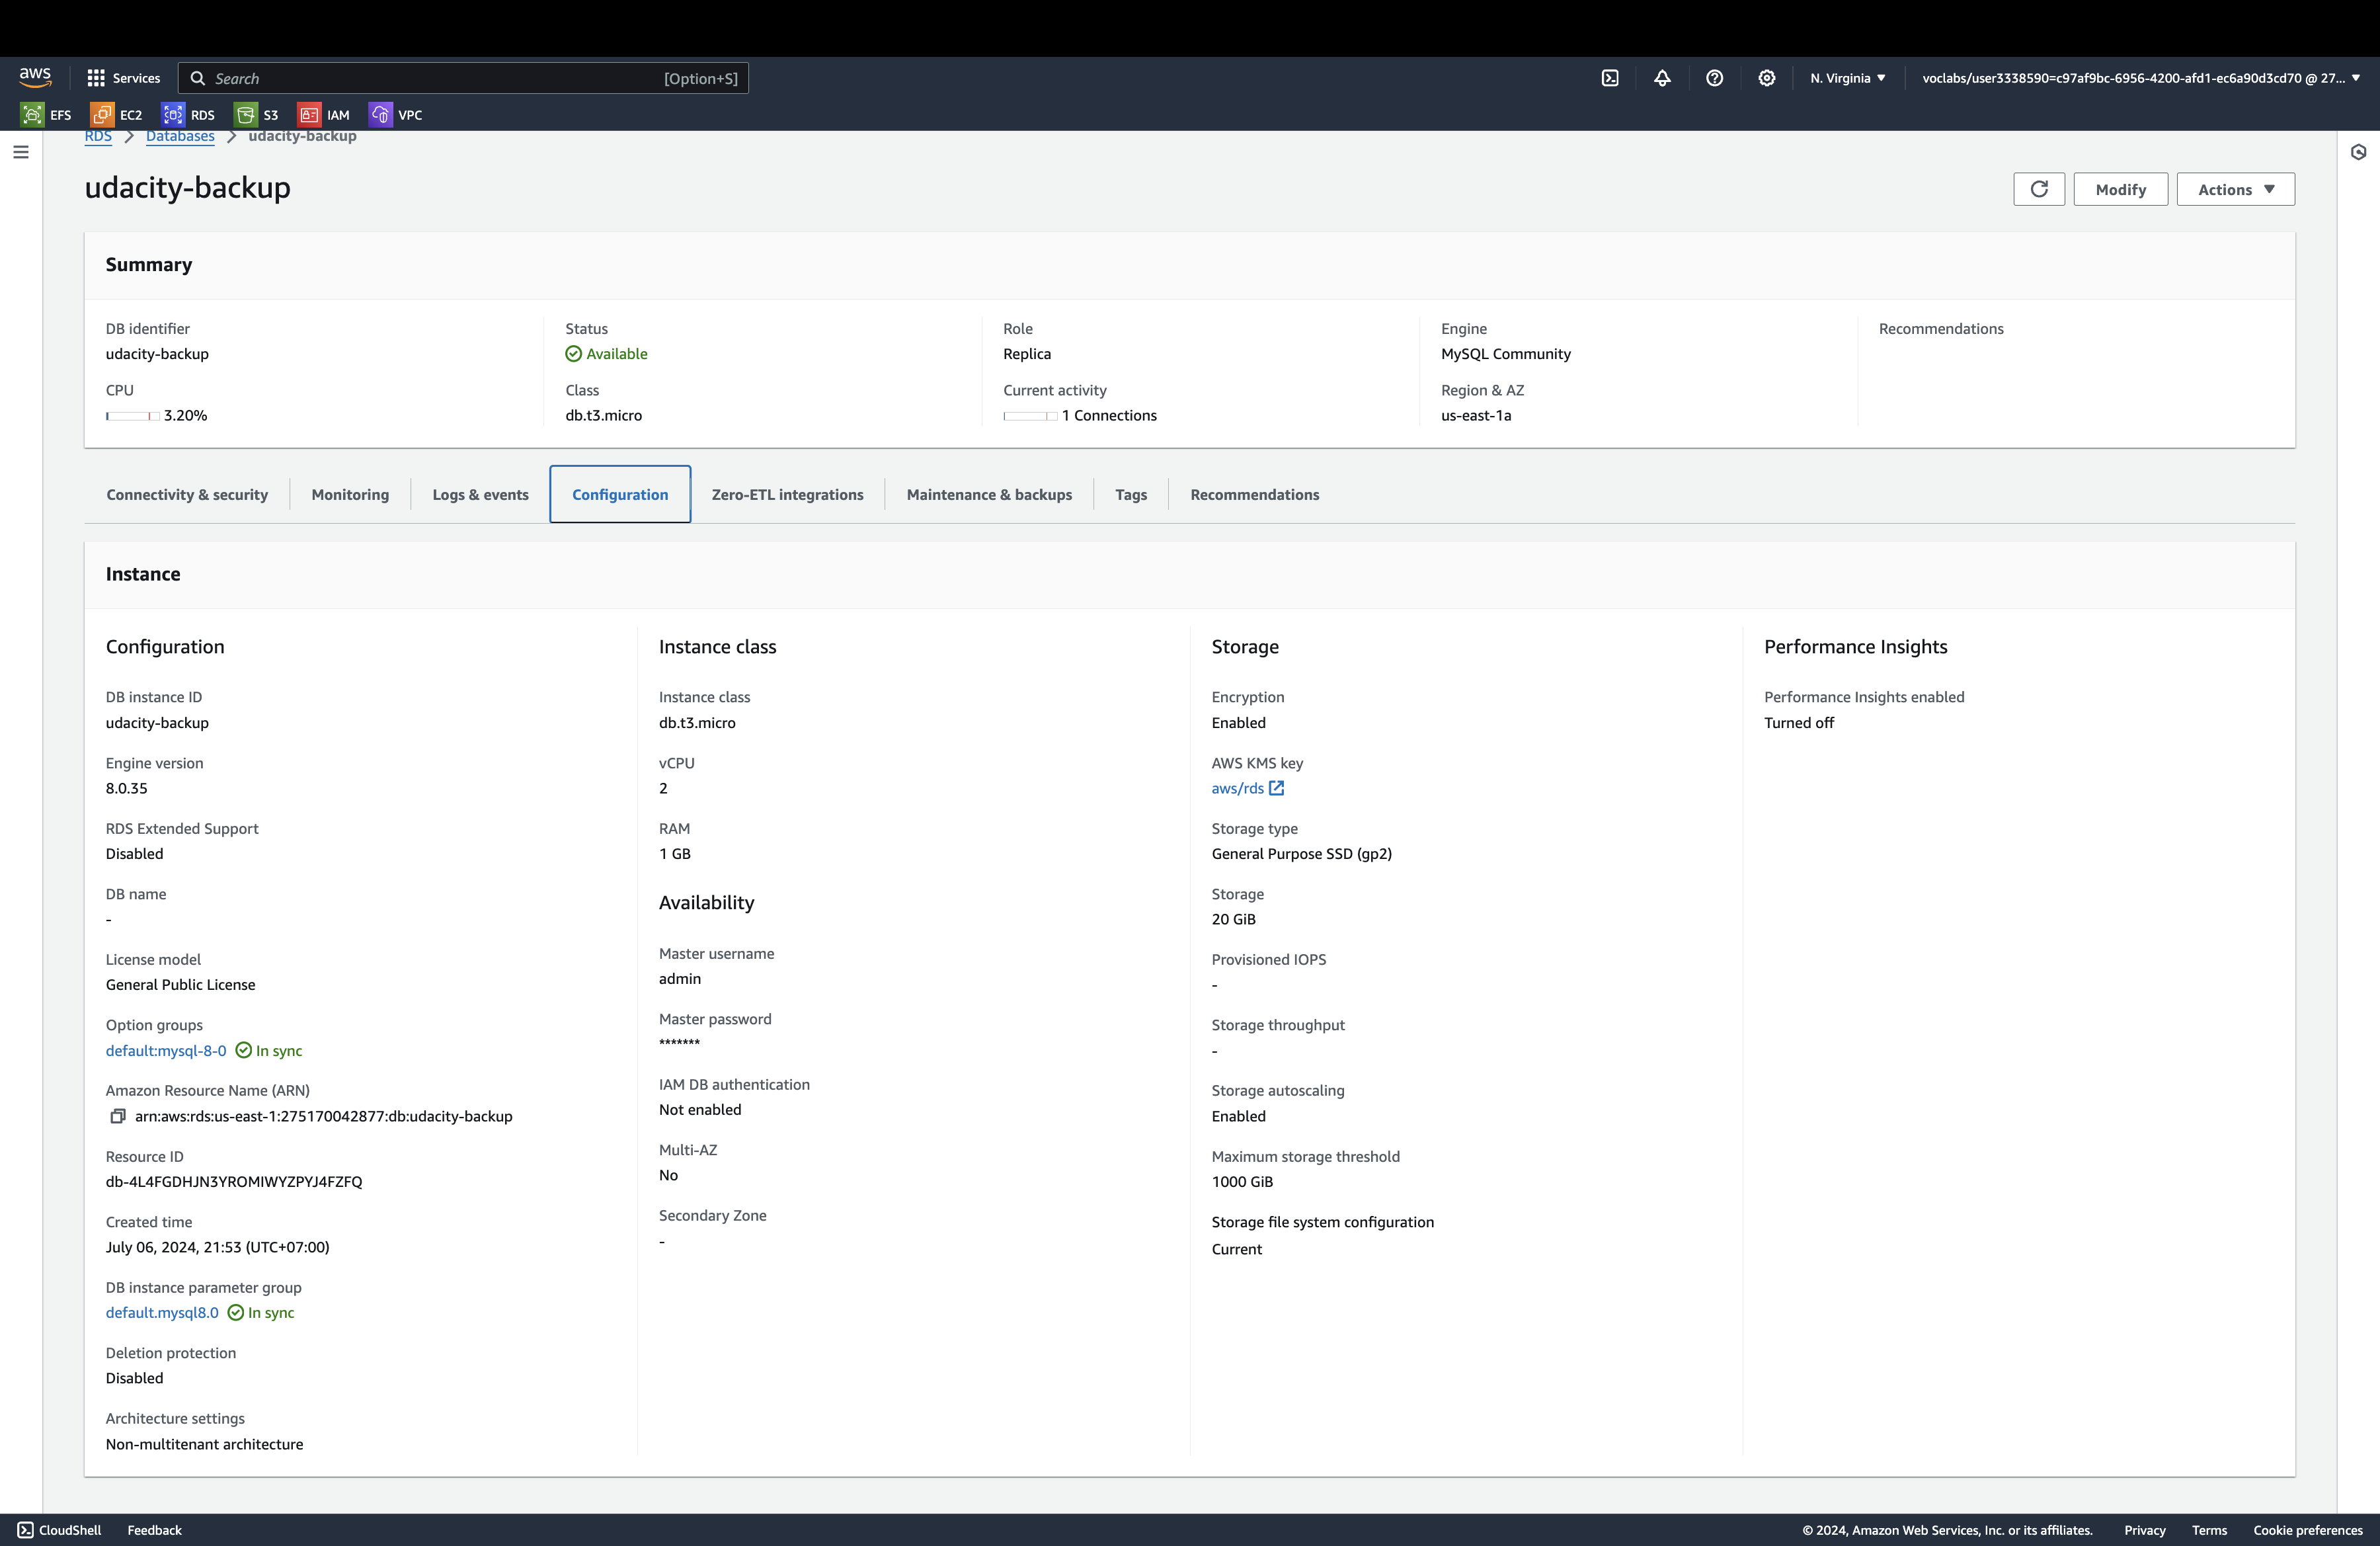 aws
Services
Search
[Option+S]
N. Virginia
voclabs/user3338590=c97af9bc-6956-4200-afd1-ec6a90d3cd70 @ 27...
EFS
EC2
RDS
S3
IAM
VPC
RDS
Databases
udacity-backup
udacity-backup
Modify
Actions
Summary
DB identifier
udacity-backup
CPU
3.20%
Status
Available
Class
db.t3.micro
Role
Replica
Current activity
1 Connections
Engine
MySQL Community
Region & AZ
us-east-1a
Recommendations
Connectivity & security
Monitoring
Logs & events
Configuration
Zero-ETL integrations
Maintenance & backups
Tags
Recommendations
Instance
Configuration
DB instance ID
udacity-backup
Engine version
8.0.35
RDS Extended Support
Disabled
DB name
-
License model
General Public License
Option groups
default:mysql-8-0 In sync
Amazon Resource Name (ARN)
arn:aws:rds:us-east-1:275170042877:db:udacity-backup
Resource ID
db-4L4FGDHJN3YROMIWYZPYJ4FZFQ
Created time
July 06, 2024, 21:53 (UTC+07:00)
DB instance parameter group
default.mysql8.0 In sync
Deletion protection
Disabled
Architecture settings
Non-multitenant architecture
Instance class
Instance class
db.t3.micro
vCPU
2
RAM
1 GB
Availability
Master username
admin
Master password
*******
IAM DB authentication
Not enabled
Multi-AZ
No
Secondary Zone
-
Storage
Encryption
Enabled
AWS KMS key
aws/rds
Storage type
General Purpose SSD (gp2)
Storage
20 GiB
Provisioned IOPS
-
Storage throughput
-
Storage autoscaling
Enabled
Maximum storage threshold
1000 GiB
Storage file system configuration
Current
Performance Insights
Performance Insights enabled
Turned off
CloudShell
Feedback
© 2024, Amazon Web Services, Inc. or its affiliates.
Privacy
Terms
Cookie preferences